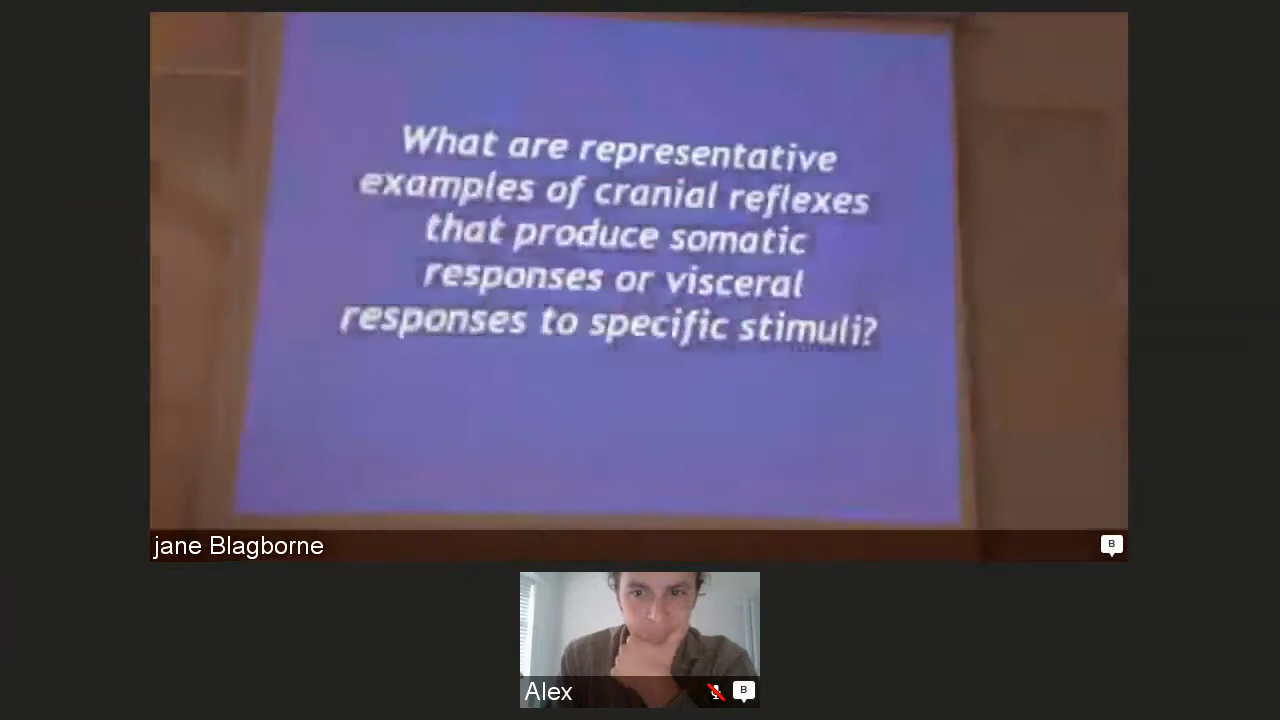 What are representative
examples of cranial reflexes
that produce somatic
responses or visceral
responses to specific stimuli?
jane Blagborne
B
Alex
B